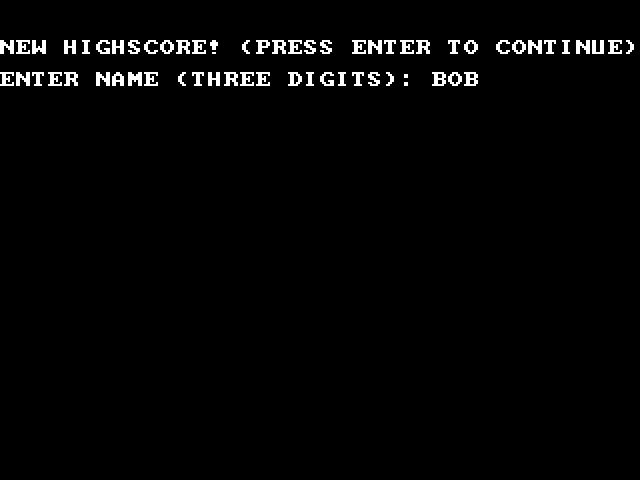 NEW HIGHSCORE! (PRESS ENTER TO CONTINUE)
ENTER NAME (THREE DIGITS): BOB